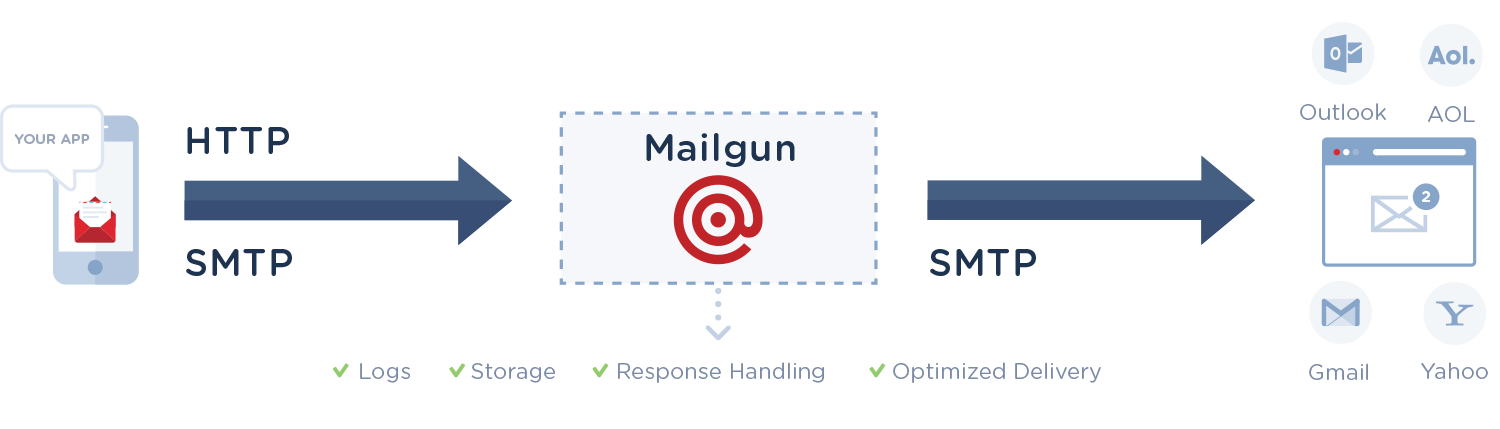 YOUR APP
HTTP
SMTP
Mailgun
Logs
Storage
Response Handling
Optimized Delivery
SMTP
O
Outlook
Aol.
AOL
2
Gmail
Y
Yahoo